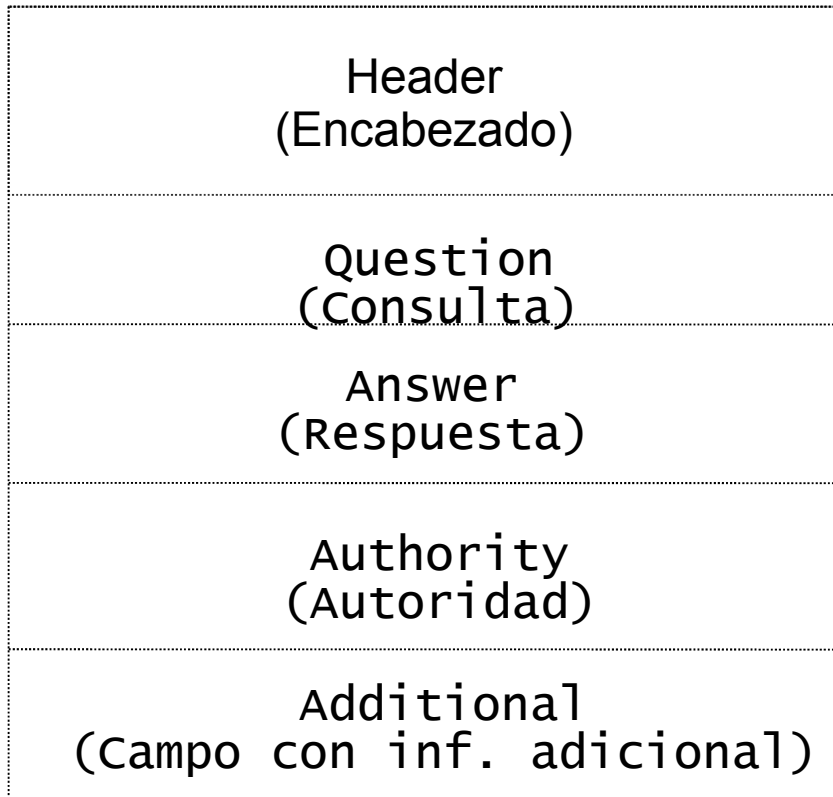 Header
(Encabezado)
Question
(Consulta)
Answer
(Respuesta)
Authority
(Autoridad)
Additional
(Campo con inf. adicional)